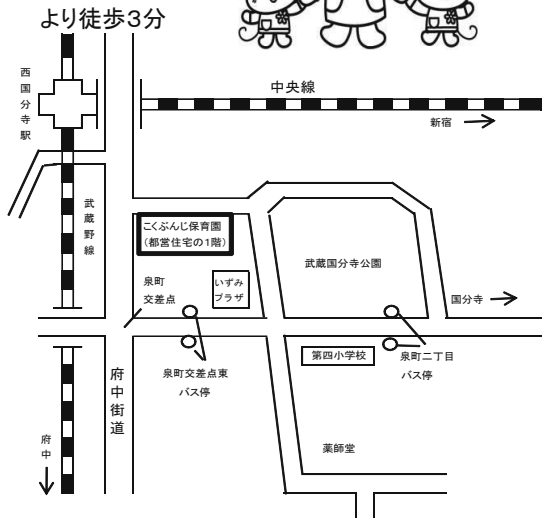 より徒歩3分
西国分寺駅
中央線
新宿
武蔵野線
こくぶんじ保育園
(都営住宅の1階)
武蔵国分寺公園
泉町
交差点
いずみ
プラザ
国分寺
第四小学校
泉町二丁目
バス停
泉町交差点東
バス停
府中街道
薬師堂
府中